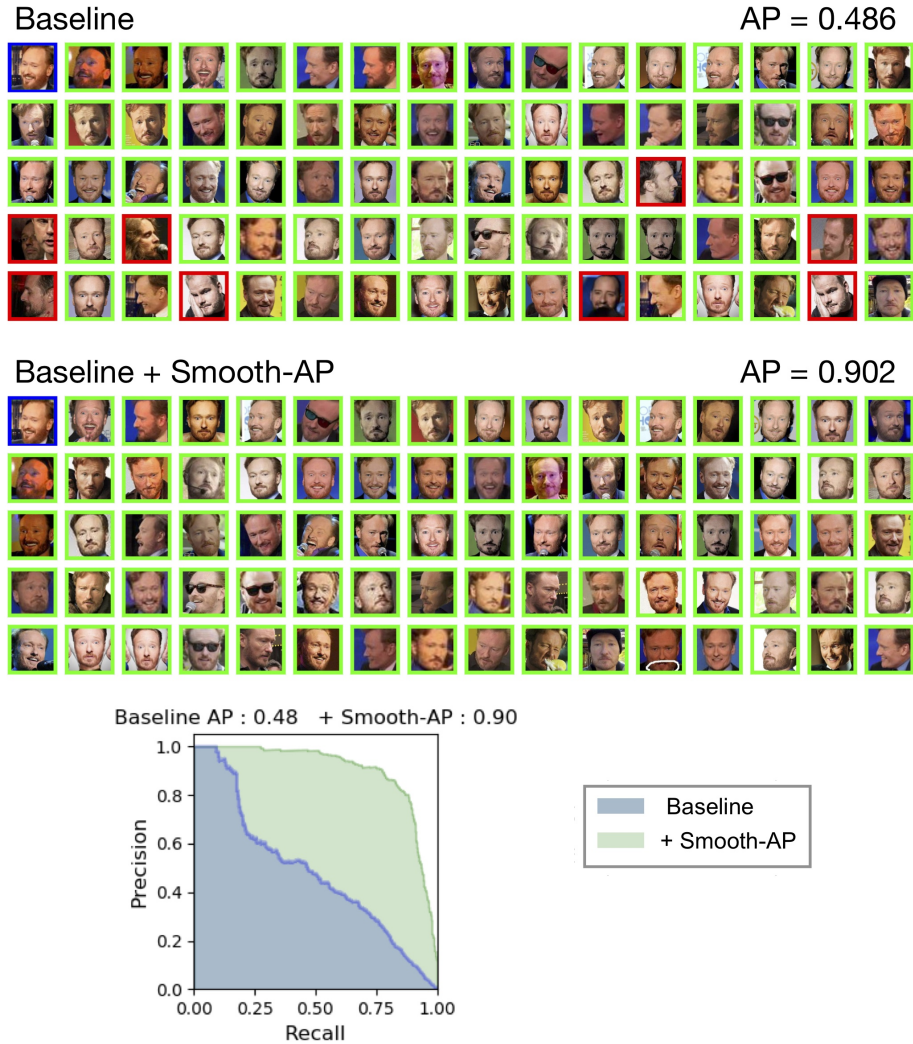 Baseline AP = 0.486
Baseline + Smooth-AP AP = 0.902
Baseline AP : 0.48 + Smooth-AP : 0.90
1.0
0.8
0.6
0.4
0.2
0.0
Precision
0.00 0.25 0.50 0.75 1.00
Recall
Baseline
+ Smooth-AP